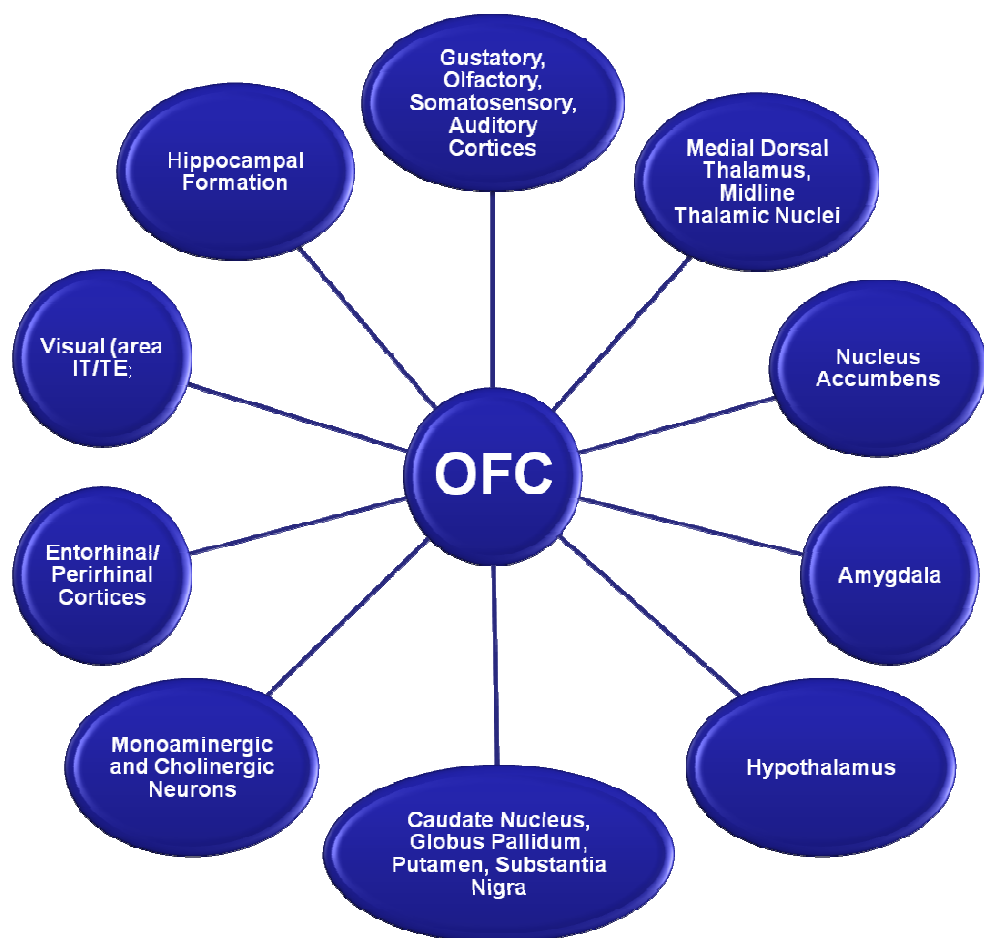 Gustatory,
Olfactory,
Somatosensory,
Auditory
Cortices
Hippocampal
Formation
Medial Dorsal
Thalamus,
Midline
Thalamic Nuclei
Visual (area
IT/TE;
Nucleus
Accumbens
OFC
Entorhinal/
Perirhinal
Cortices
Amygdala
Monoaminergic
and Cholinergic
Neurons
Hypothalamus
Caudate Nucleus,
Globus Pallidum,
Putamen, Substantia
Nigra